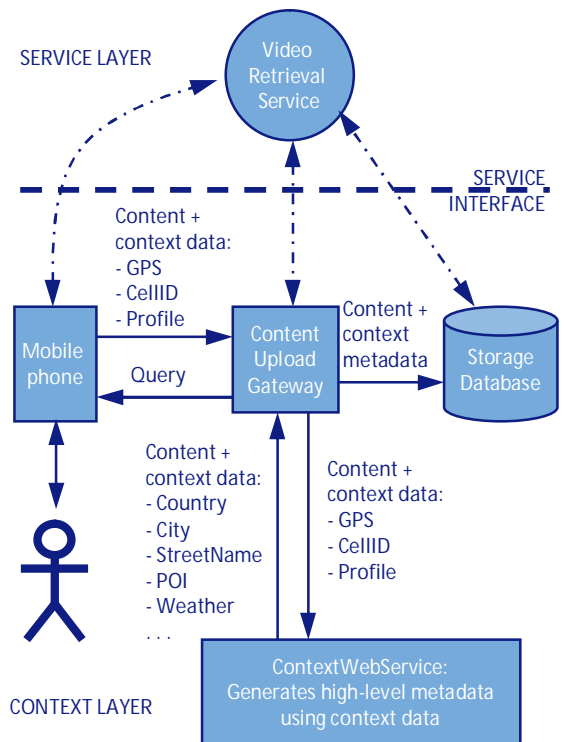 SERVICE LAYER
Video
Retrieval
Service
SERVICE
INTERFACE
Content +
context data:
- GPS
- CellID
- Profile
Mobile
phone
Query
Content
Upload
Gateway
Content +
context
metadata
Storage
Database
Content +
context data:
- Country
- City
- StreetName
- POI
- Weather
. . .
Content +
context data:
- GPS
- CellID
- Profile
CONTEXT LAYER
ContextWebService:
Generates high-level metadata
using context data